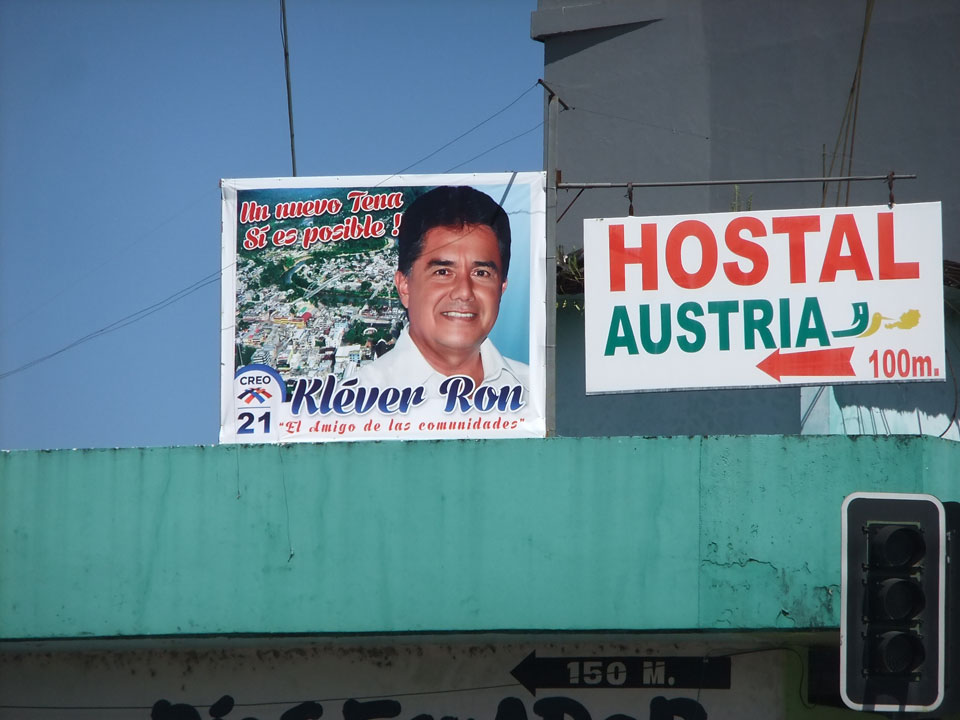 Un nuevo Tena
Sí es posible !
CREO
21
Kléver Ron
"El Amigo de las comunidades"
HOSTAL
AUSTRIA
100m.
150 M.